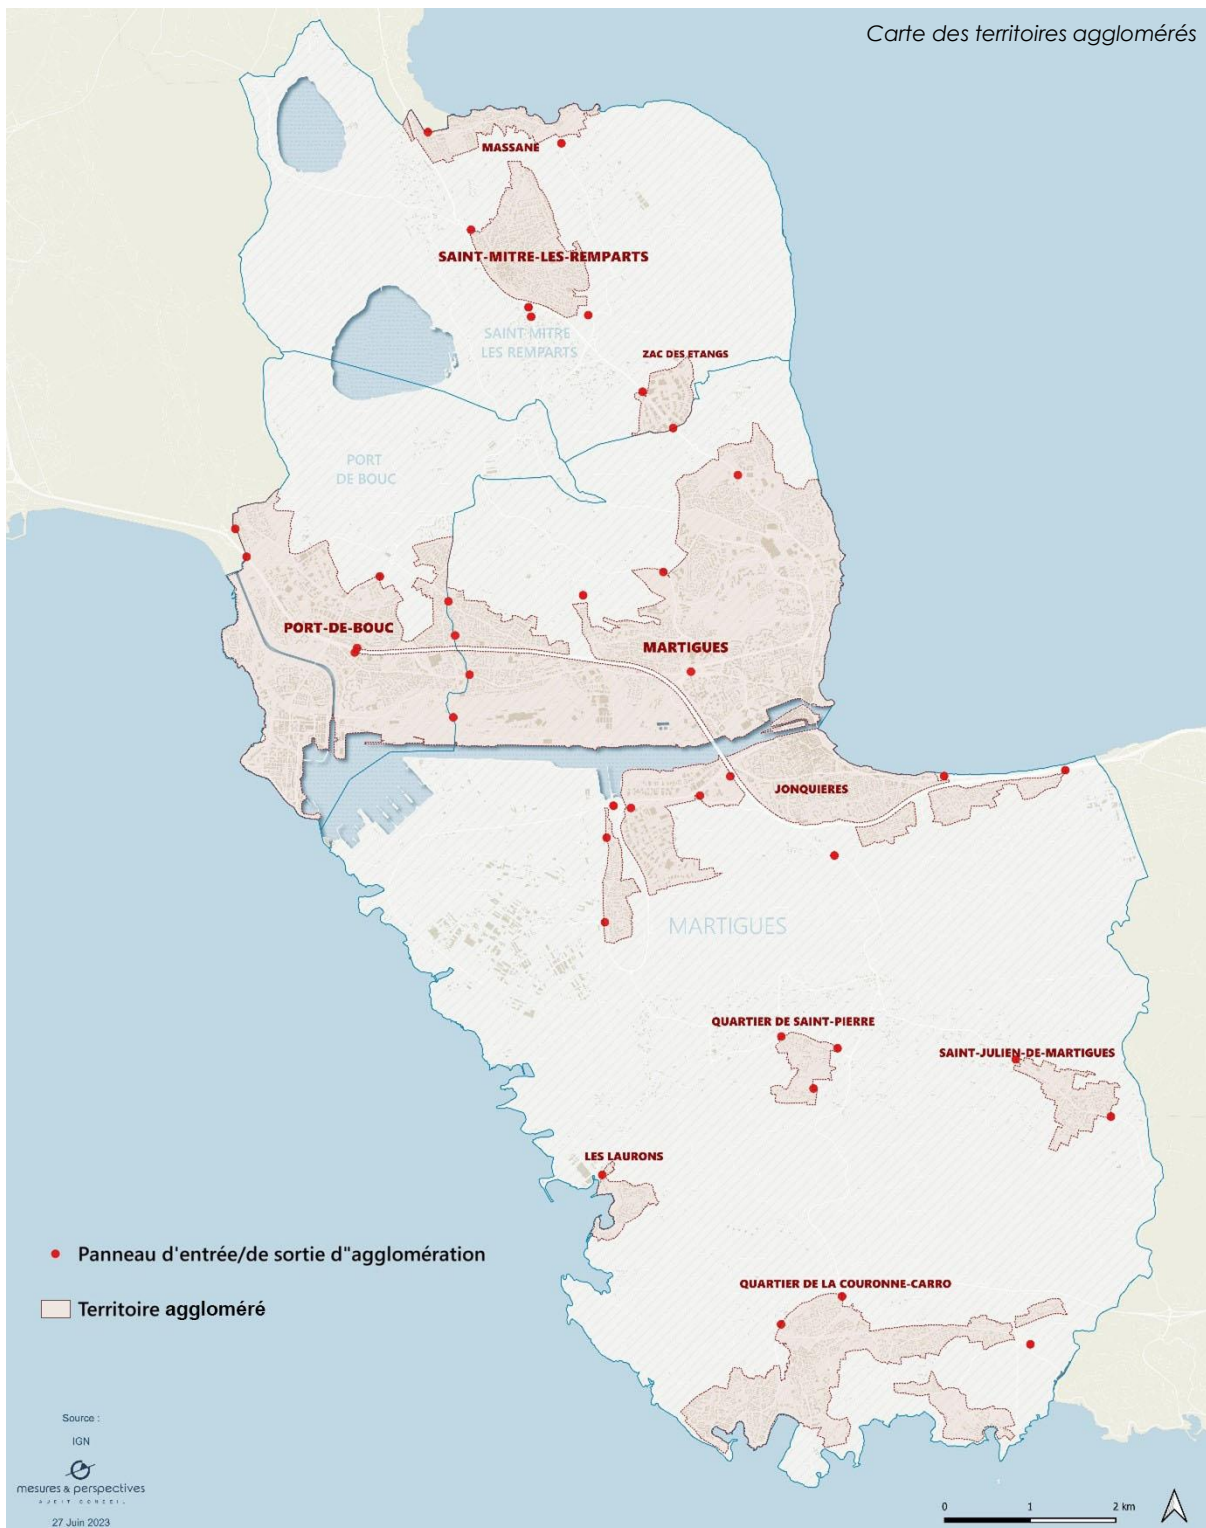 Carte des territoires agglomérés
MASSANE
SAINT-MITRE-LES-REMPARTS
SAINT MITRE
LES REMPARTS
ZAC DES ETANGS
PORT
DE BOUC
PORT-DE-BOUC
MARTIGUES
JONQUIERES
MARTIGUES
QUARTIER DE SAINT-PIERRE
SAINT-JULIEN-DE-MARTIGUES
LES LAURONS
Panneau d'entrée/de sortie d"agglomération
QUARTIER DE LA COURONNE-CARRO
Territoire aggloméré
Source :
IGN
mesures & perspectives
AUDIT CONSEIL
27 Juin 2023
0 1 2 km